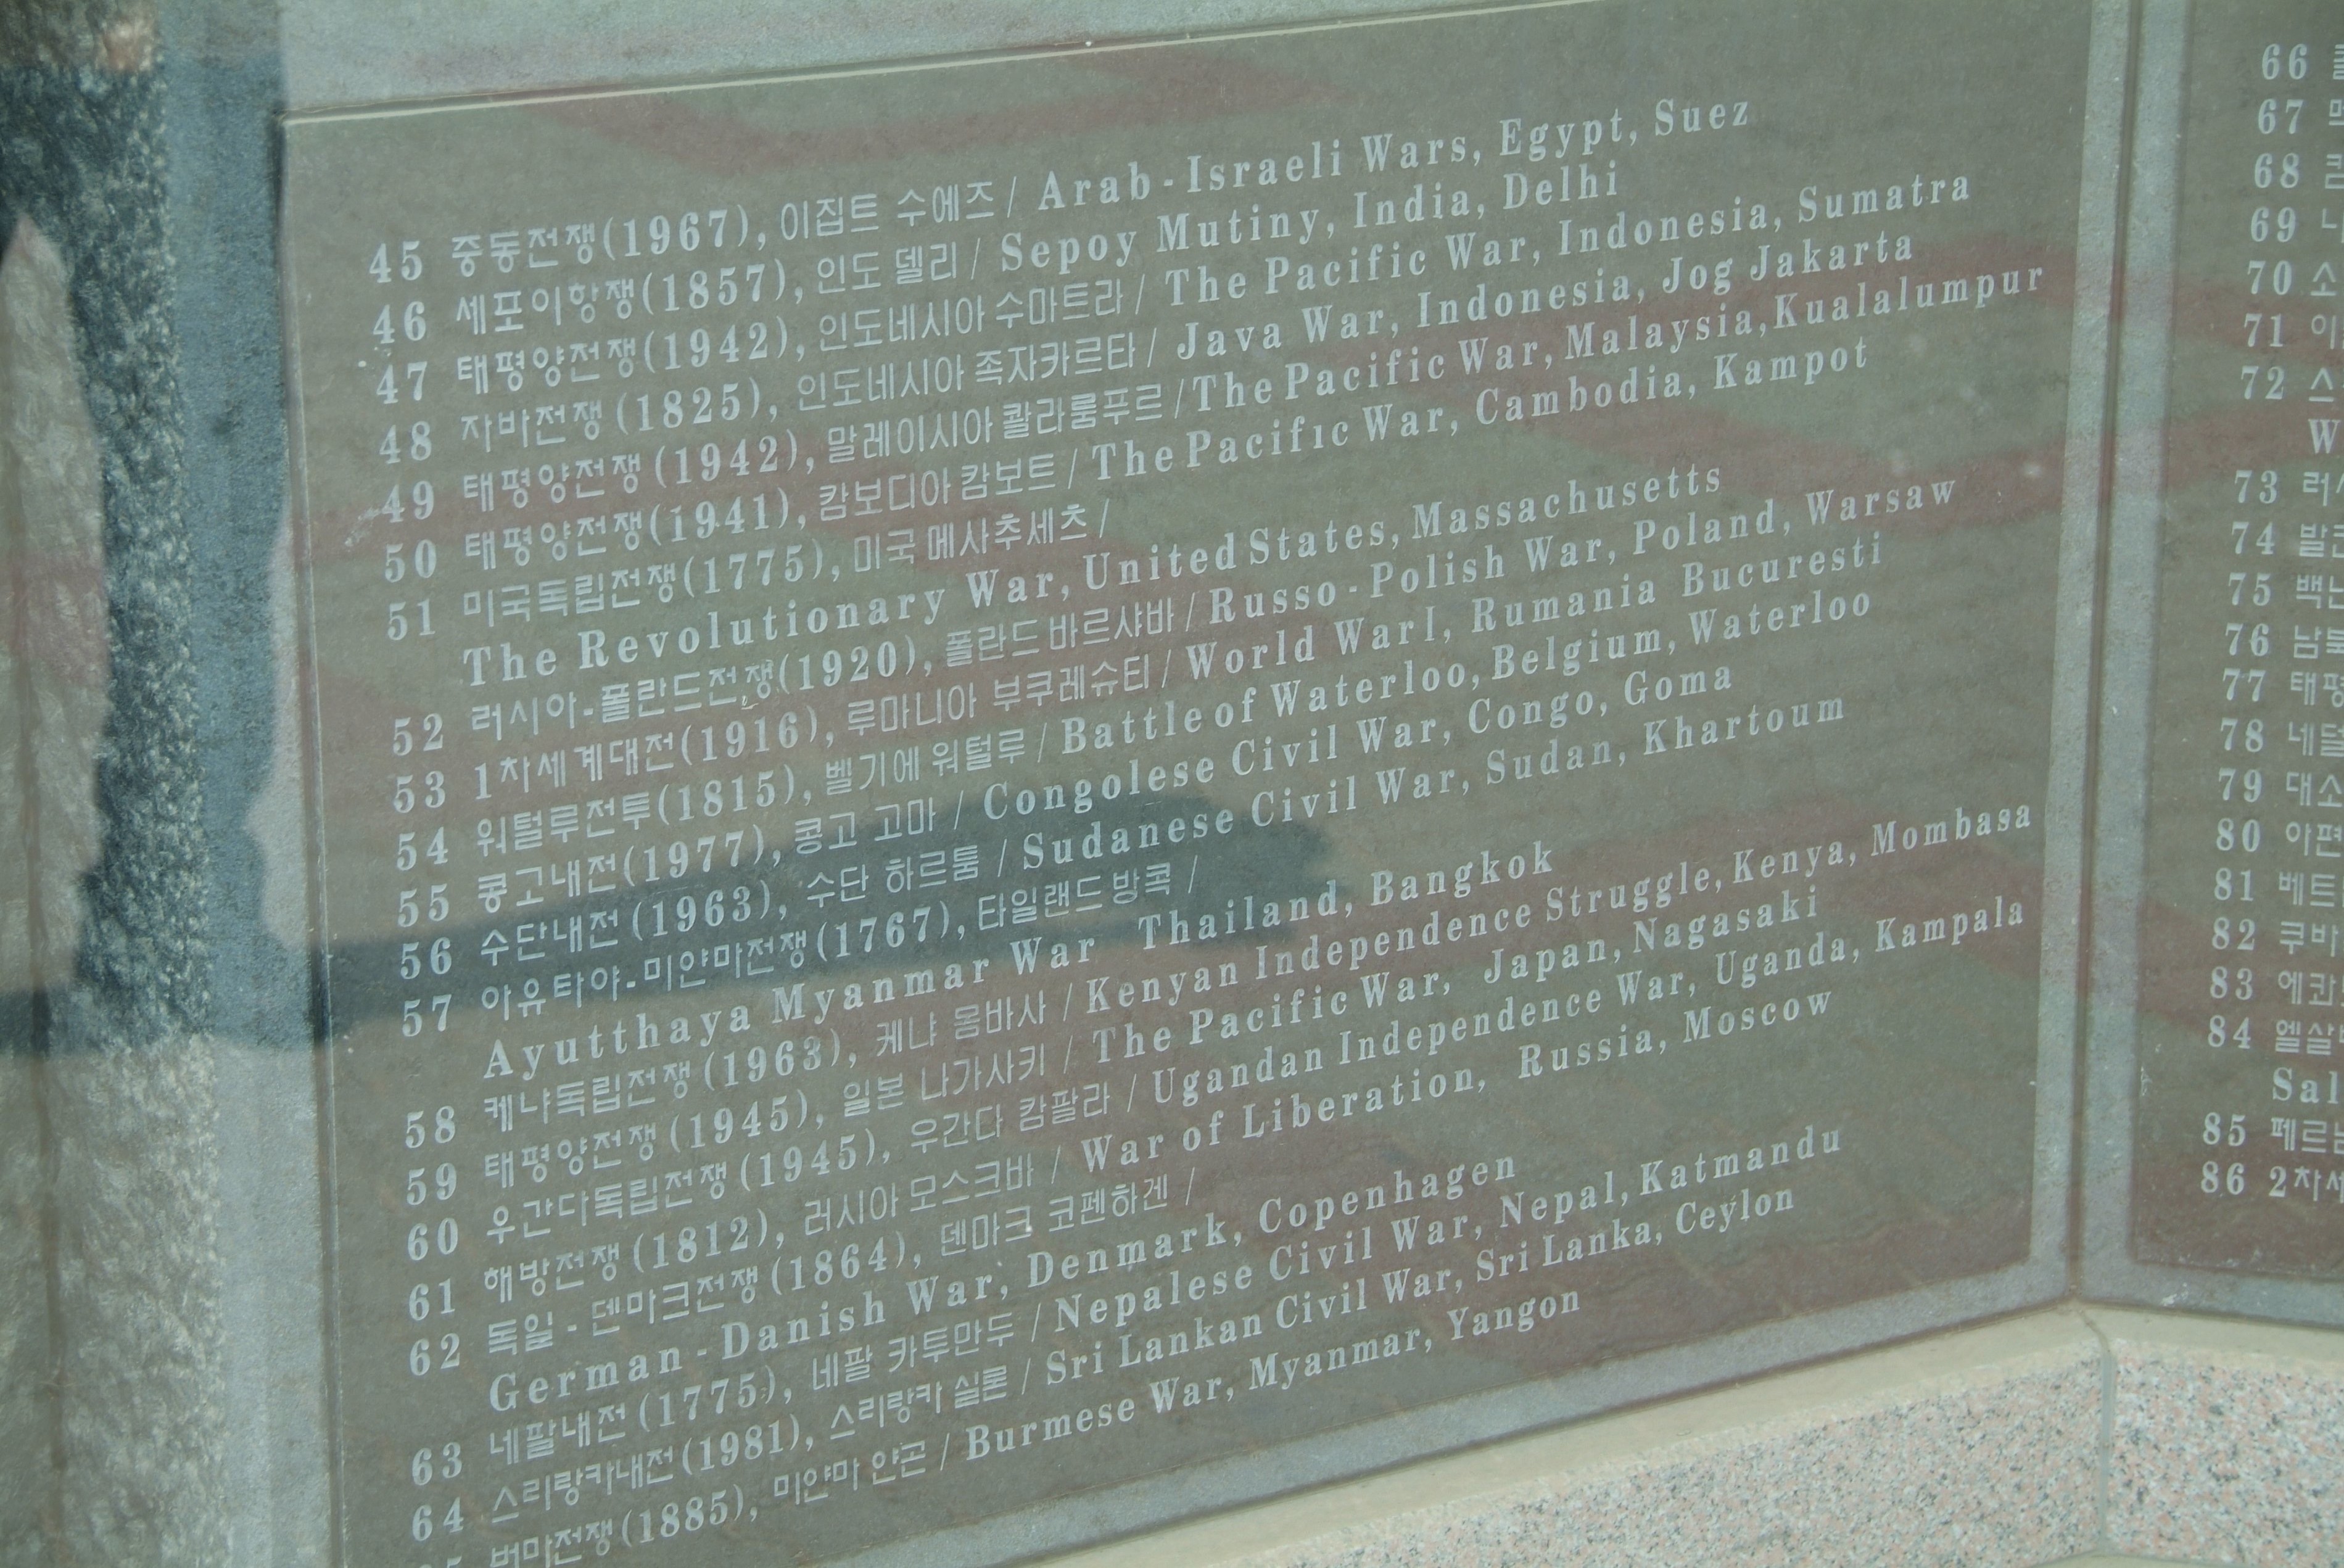 45 중동전쟁(1967), 이집트 수에즈 / Arab-Israeli Wars, Egypt, Suez
46 세포이항쟁(1857), 인도 델리 / Sepoy Mutiny, India, Delhi
47 태평양전쟁(1942), 인도네시아 수마트라 / The Pacific War, Indonesia, Sumatra
48 자바전쟁 (1825), 인도네시아 족자카르타 / Java War, Indonesia, Jog Jakarta
49 태평양전쟁 (1942), 말레이시아 콸라룸푸르 / The Pacific War, Malaysia, Kualalumpur
50 태평양전쟁(1941), 캄보디아 캄보트 / The Pacific War, Cambodia, Kampot
51 미국독립전쟁(1775), 미국 메사추세츠 /
The Revolutionary War, United States, Massachusetts
52 러시아-폴란드전쟁(1920), 폴란드 바르샤바 / Russo-Polish War, Poland, Warsaw
53 1차세계대전(1916), 루마니아 부쿠레슈티 / World WarI, Rumania Bucuresti
54 워털루전투(1815), 벨기에 워털루 / Battle of Waterloo, Belgium, Waterloo
55 콩고내전(1977), 콩고 고마 / Congolese Civil War, Congo, Goma
56 수단내전 (1963), 수단 하르툼 / Sudanese Civil War, Sudan, Khartoum
57 아유타야-미얀마전쟁(1767), 타일랜드 방콕 /
Ayutthaya Myanmar War Thailand, Bangkok
58 케냐독립전쟁 (1963), 케냐 몸바사 / Kenyan Independence Struggle, Kenya, Mombasa
59 태평양전쟁 (1945), 일본 나가사키 / The Pacific War, Japan, Nagasaki
60 우간다독립전쟁 (1945), 우간다 캄팔라 / Ugandan Independence War, Uganda, Kampala
61 해방전쟁 (1812), 러시아 모스크바 / War of Liberation, Russia, Moscow
62 독일-덴마크전쟁 (1864), 덴마크 코펜하겐 /
German-Danish War, Denmark, Copenhagen
63 네팔내전 (1775), 네팔 카투만두 / Nepalese Civil War, Nepal, Katmandu
64 스리랑카내전(1981), 스리랑카 실론 / Sri Lankan Civil War, Sri Lanka, Ceylon
버마전쟁 (1885), 미얀마 얀곤 / Burmese War, Myanmar, Yangon
66
67
68
69
70
71
72
W
73
74
75
76
77
78
79
80
81
82
83
84
Sal
85
86